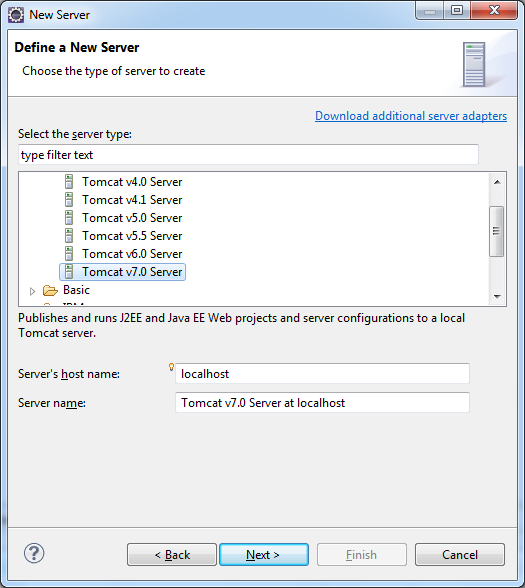 New Server
Define a New Server
Choose the type of server to create
Download additional server adapters
Select the server type:
type filter text
Tomcat v4.0 Server
Tomcat v4.1 Server
Tomcat v5.0 Server
Tomcat v5.5 Server
Tomcat v6.0 Server
Tomcat v7.0 Server
Basic
Publishes and runs J2EE and Java EE Web projects and server configurations to a local
Tomcat server.
Server's host name:
localhost
Server name:
Tomcat v7.0 Server at localhost
< Back
Next >
Finish
Cancel